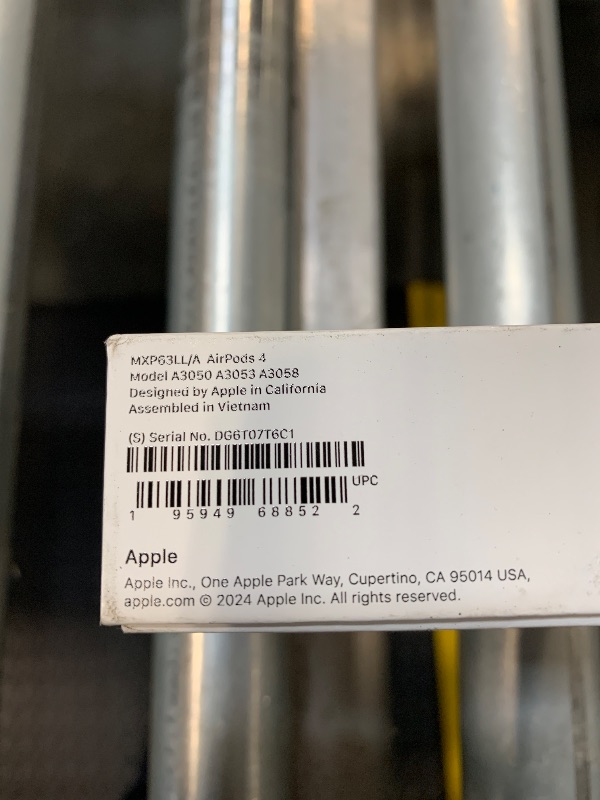 MXP63LL/A AirPods 4
Model A3050 A3053 A3058
Designed by Apple in California
Assembled in Vietnam
(S) Serial No. DG6T07T6C1
UPC
1 95949 68852 2
Apple
Apple Inc., One Apple Park Way, Cupertino, CA 95014 USA,
apple.com © 2024 Apple Inc. All rights reserved.